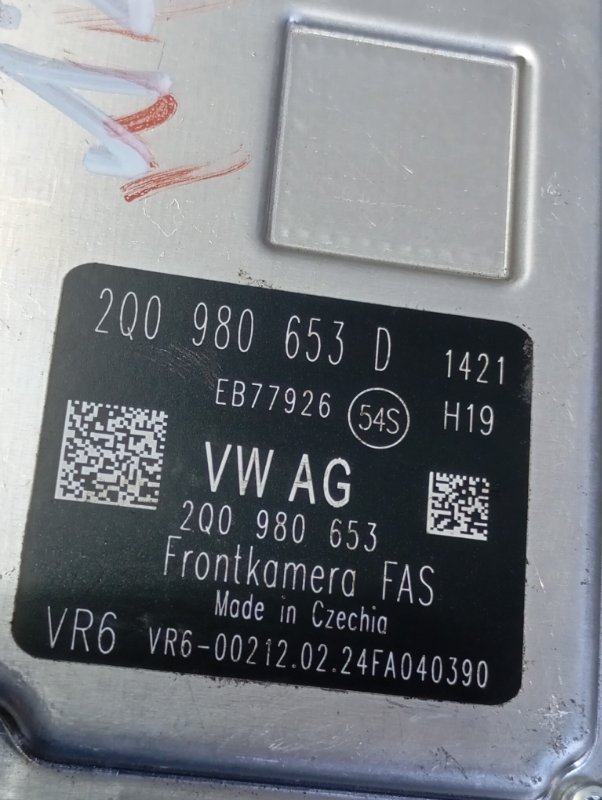 2Q0 980 653 D 1421
EB77926 54S H19
VW AG
2Q0 980 653
Frontkamera FAS
Made in Czechia
VR6 VR6-00212.02.24FA040390